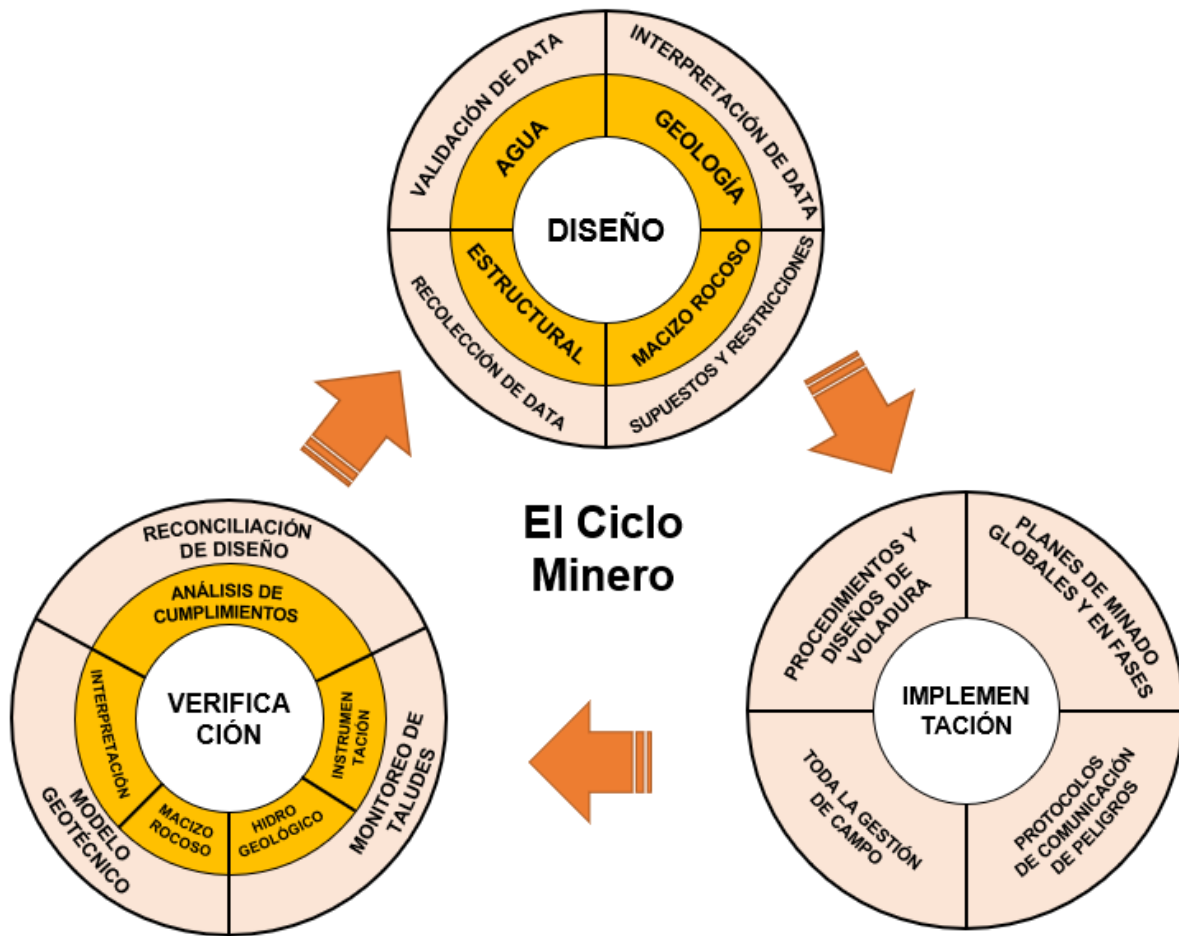 VALIDACIÓN DE DATA
INTERPRETACIÓN DE DATA
AGUA
GEOLOGÍA
DISEÑO
ESTRUCTURAL
MACIZO ROCOSO
RECOLECCIÓN DE DATA
SUPUESTOS Y RESTRICCIONES
El Ciclo
Minero
RECONCILIACIÓN
DE DISEÑO
ANÁLISIS DE
CUMPLIMIENTOS
VERIFICA
CIÓN
INTERPRETACIÓN
INSTRUMEN
TACIÓN
MACIZO
ROCOSO
HIDRO
GEOLÓGICO
MODELO
GEOTÉCNICO
MONITOREO DE
TALUDES
PROCEDIMIENTOS Y
DISEÑOS DE
VOLADURA
PLANES DE MINADO
GLOBALES Y EN FASES
IMPLEMEN
TACIÓN
TODA LA GESTIÓN
DE CAMPO
PROTOCOLOS
DE COMUNICACIÓN
DE PELIGROS